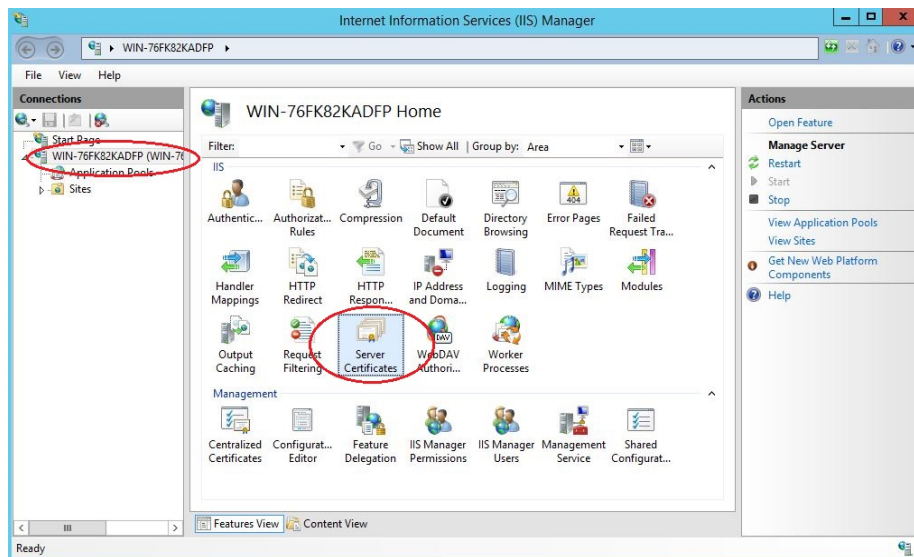 Internet Information Services (IIS) Manager
WIN-76FK82KADFP
File View Help
Connections
Start Page
WIN-76FK82KADFP (WIN-76
Application Pools
Sites
WIN-76FK82KADFP Home
Filter: Go Show All Group by: Area
IIS
Authentic... Authorizat... Compression Default Directory Error Pages Failed
Rules Document Browsing Request Tra...
404
Handler HTTP HTTP IP Address Logging MIME Types Modules
Mappings Redirect Respon... and Doma...
DAV
Output Request Server WebDAV Worker
Caching Filtering Certificates Authori... Processes
Management
Centralized Configurat... Feature IIS Manager IIS Manager Management Shared
Certificates Editor Delegation Permissions Users Service Configurat...
Features View Content View
Ready
Actions
Open Feature
Manage Server
Restart
Start
Stop
View Application Pools
View Sites
Get New Web Platform
Components
Help